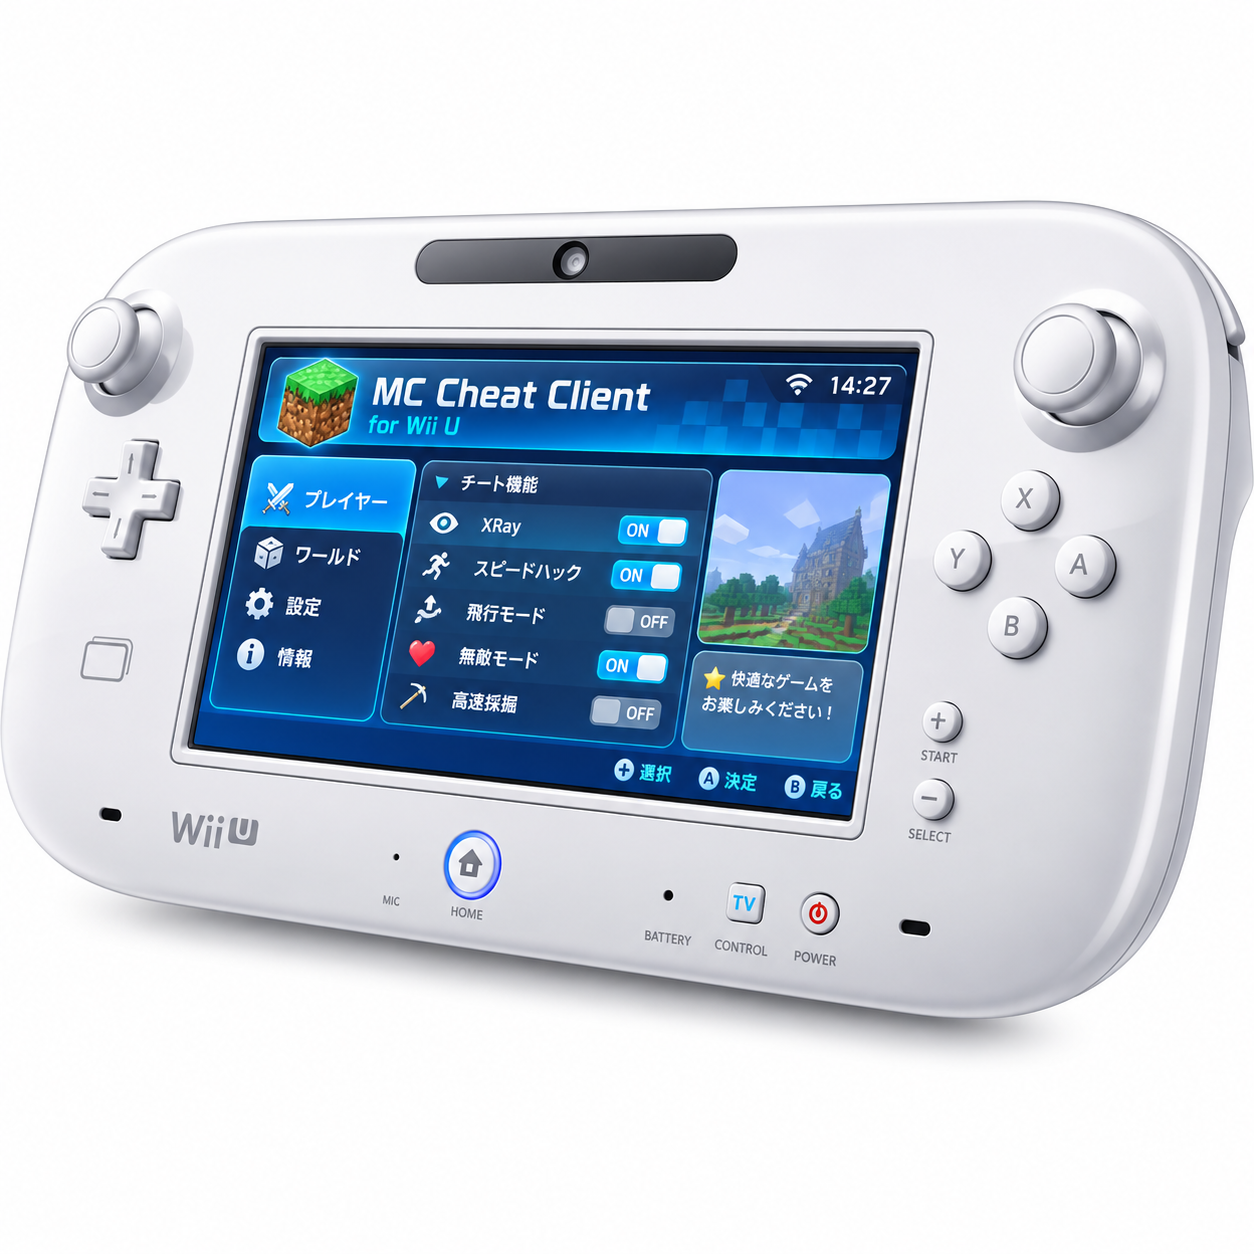 MC Cheat Client
for Wii U
14:27
プレイヤー
ワールド
設定
情報
チート機能
XRay
ON
スピードハック
ON
飛行モード
OFF
無敵モード
ON
高速採掘
OFF
快適なゲームを
お楽しみください！
+ 選択
A 決定
B 戻る
X
Y
A
B
+
START
−
SELECT
Wii U
MIC
HOME
BATTERY
TV
CONTROL
POWER